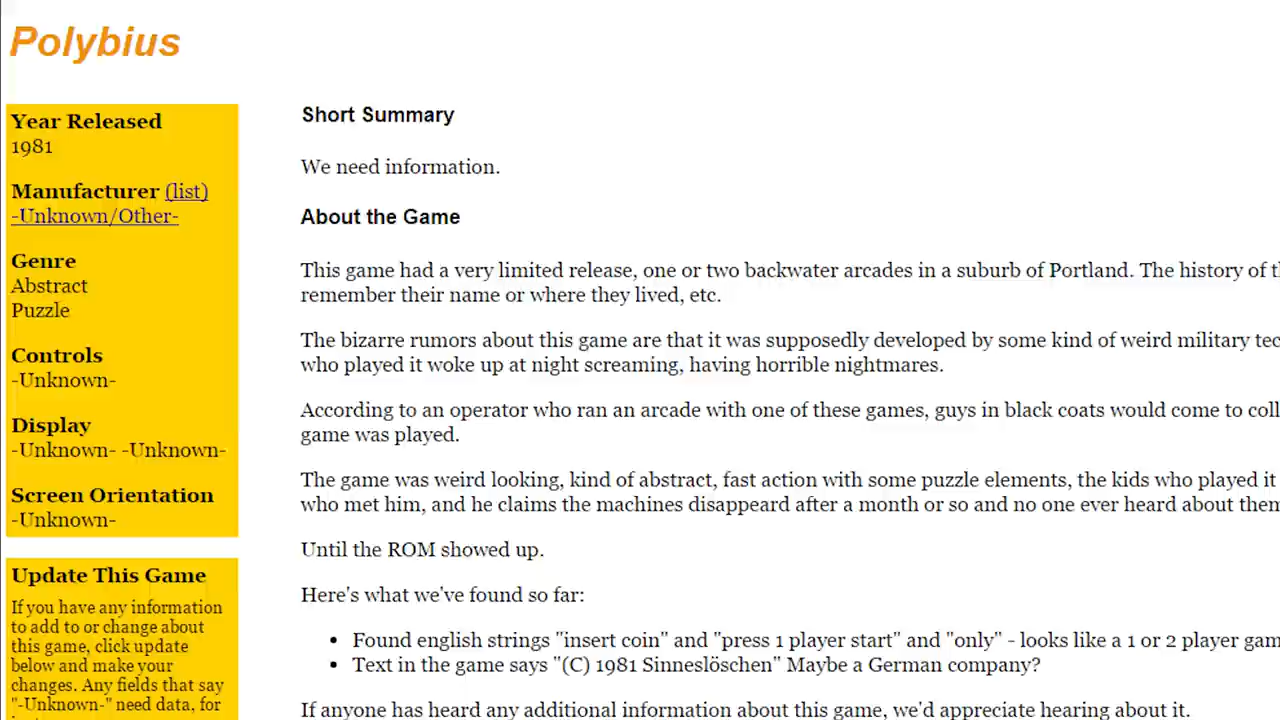 Polybius
Year Released
1981
Manufacturer (list)
-Unknown/Other-
Genre
Abstract
Puzzle
Controls
-Unknown-
Display
-Unknown- -Unknown-
Screen Orientation
-Unknown-
Update This Game
If you have any information
to add to or change about
this game, click update
below and make your
changes. Any fields that say
"-Unknown-" need data, for
Short Summary
We need information.
About the Game
This game had a very limited release, one or two backwater arcades in a suburb of Portland. The history of
remember their name or where they lived, etc.
The bizarre rumors about this game are that it was supposedly developed by some kind of weird military
who played it woke up at night screaming, having horrible nightmares.
According to an operator who ran an arcade with one of these games, guys in black coats would come to
game was played.
The game was weird looking, kind of abstract, fast action with some puzzle elements, the kids who played it
who met him, and he claims the machines disappeared after a month or so and no one ever heard about
Until the ROM showed up.
Here's what we've found so far:
• Found english strings "insert coin" and "press 1 player start" and "only" - looks like a 1 or 2 player
• Text in the game says "(C) 1981 Sinneslöschen" Maybe a German company?
If anyone has heard any additional information about this game, we'd appreciate hearing about it.